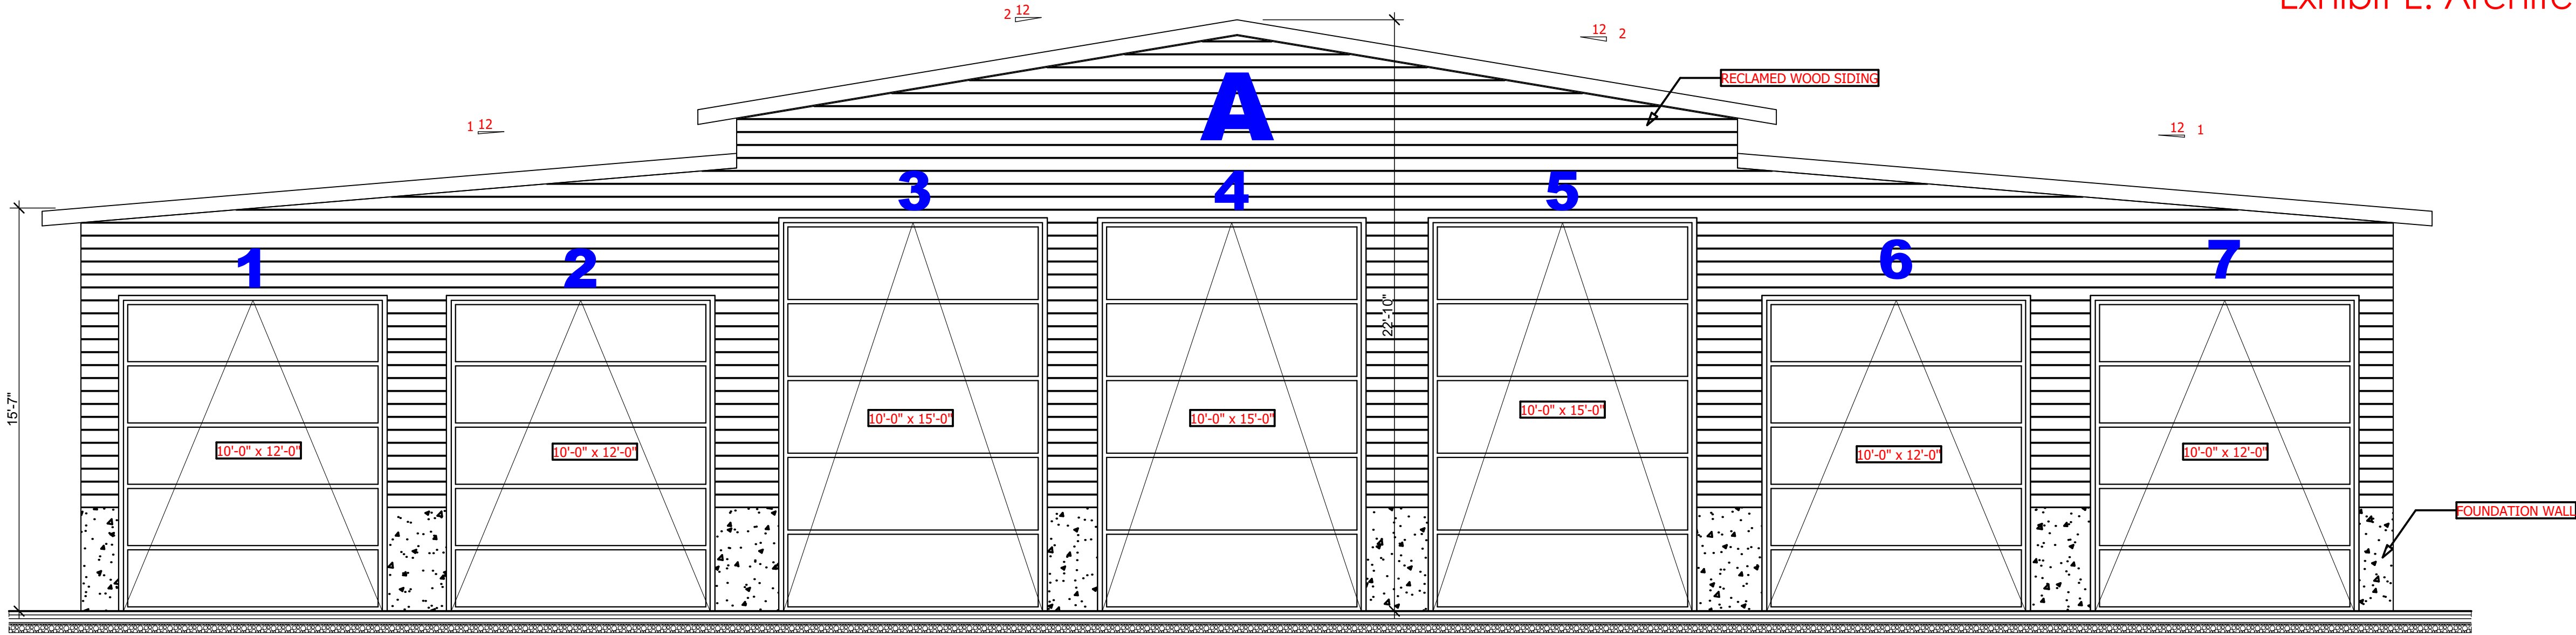 Exhibit E: Archite
2 12
12 2
RECLAMED WOOD SIDING
A
1 12
12 1
3 4 5
1 2 6 7
15'-7"
22'-10"
10'-0" x 12'-0"
10'-0" x 12'-0"
10'-0" x 15'-0"
10'-0" x 15'-0"
10'-0" x 15'-0"
10'-0" x 12'-0"
10'-0" x 12'-0"
FOUNDATION WALL